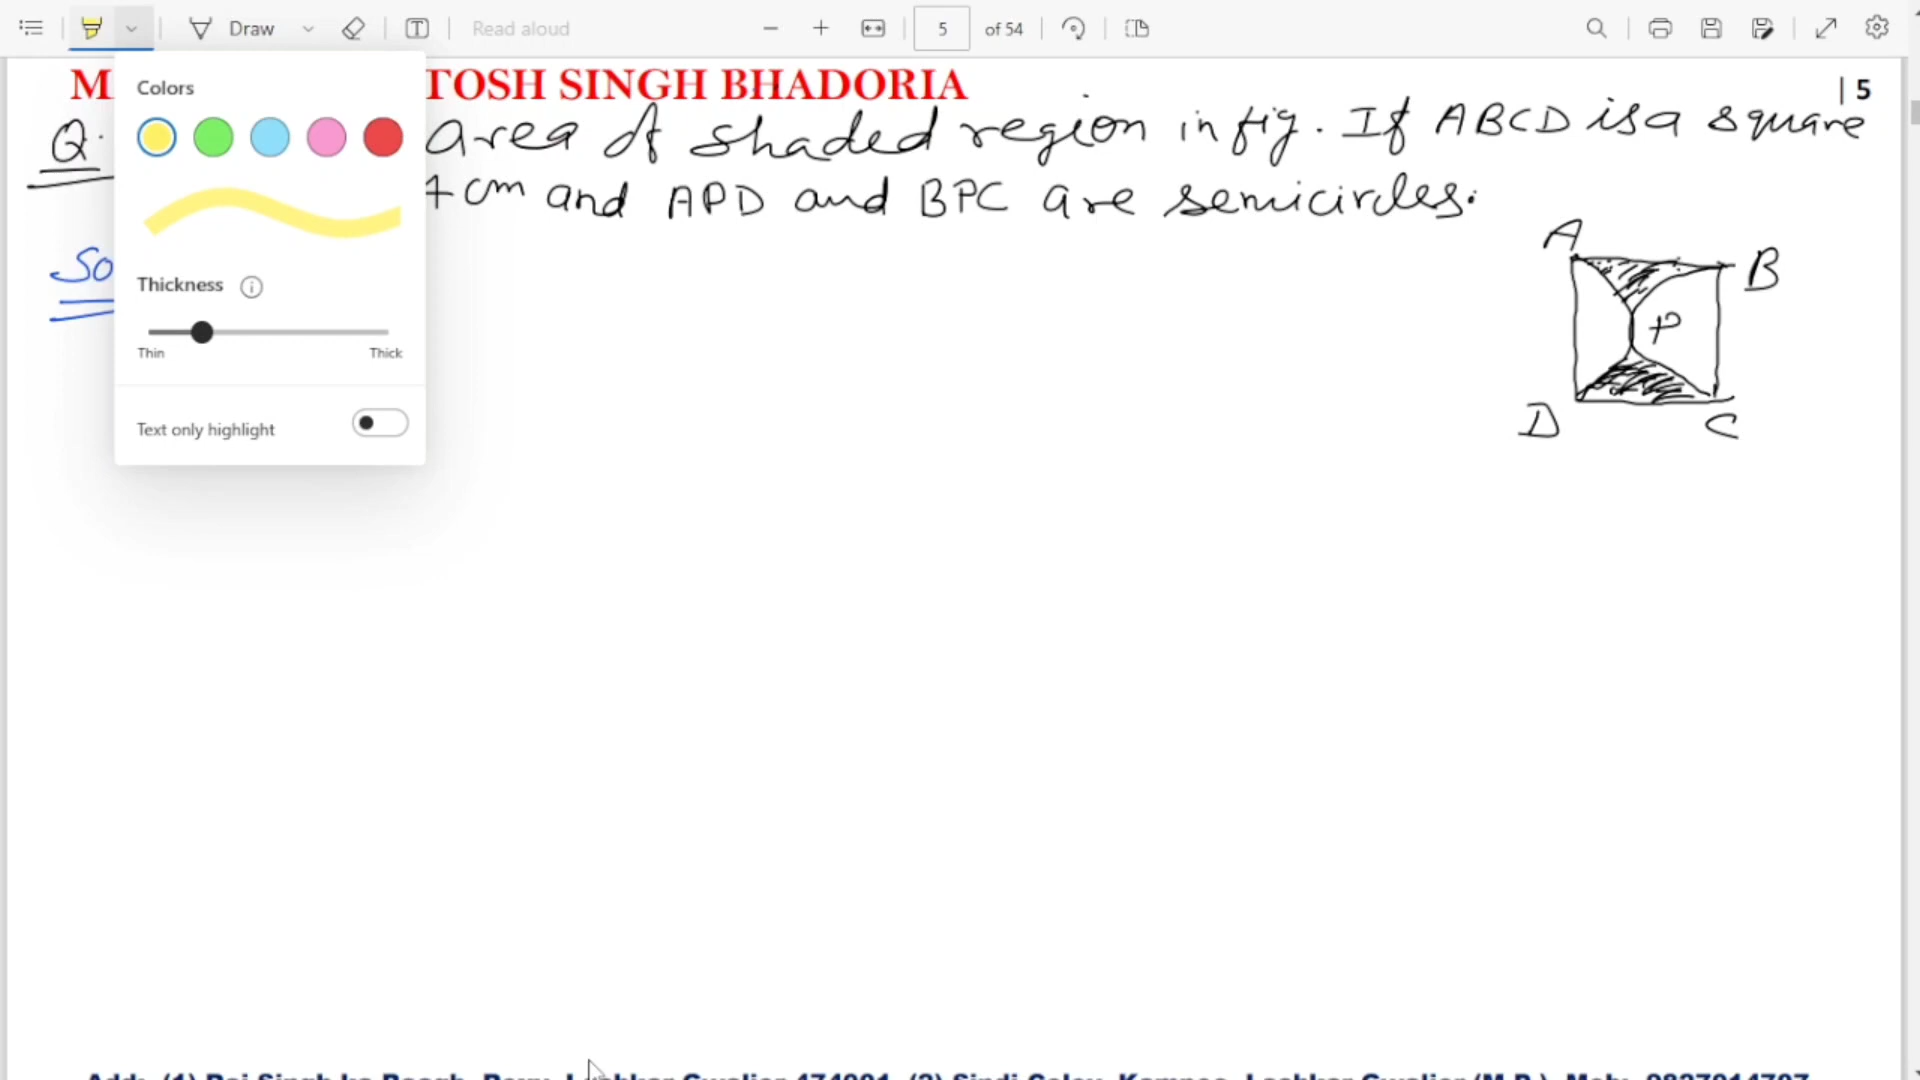 Draw
Read aloud
5 of 54
M TOSH SINGH BHADORIA
| 5
Colors
Q. area of shaded region in fig. If ABCD is a square
7 cm and APD and BPC are semicircles.
So
Thickness
Thin
Thick
Text only highlight
A
B
P
D
C